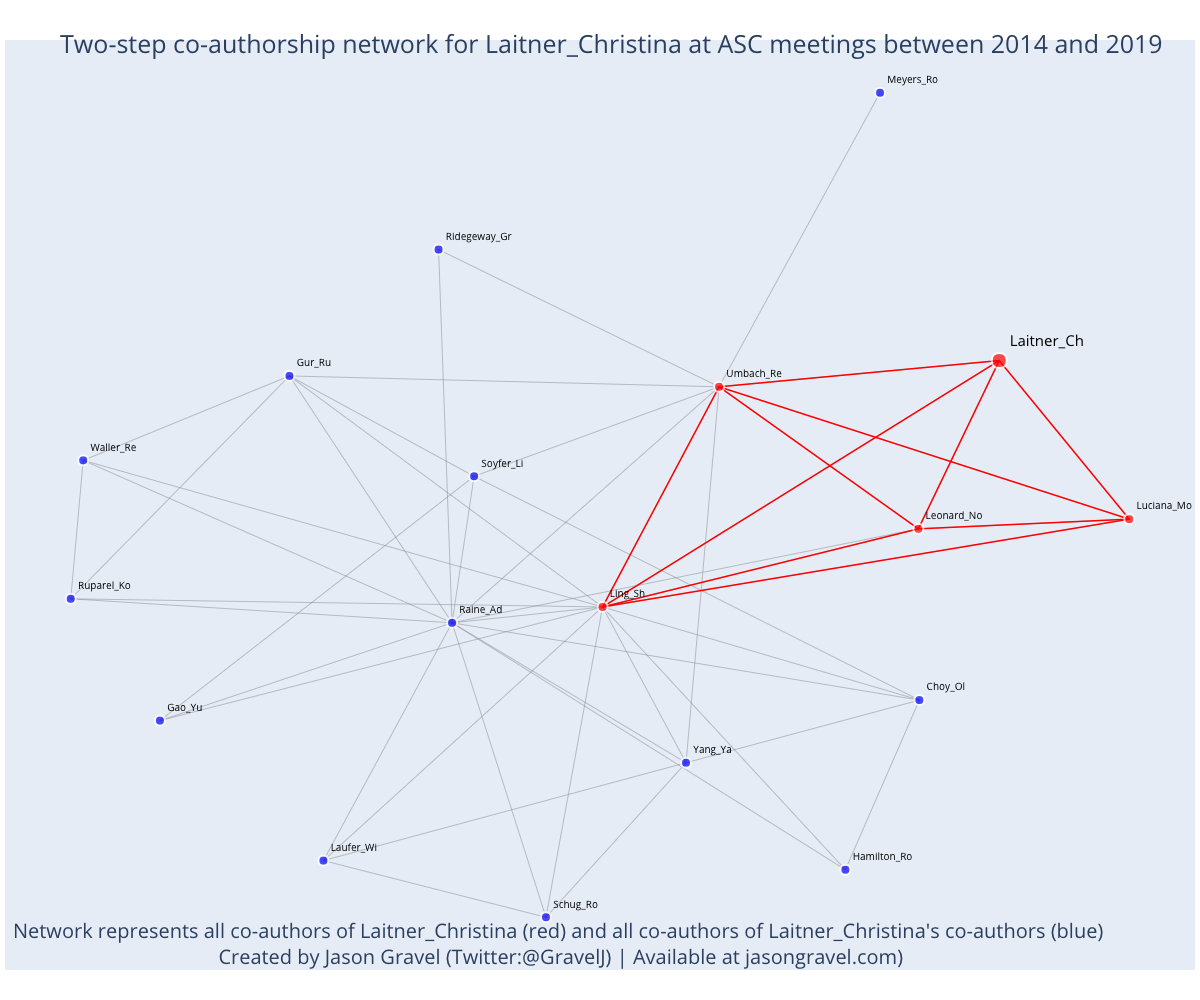 Two-step co-authorship network for Laitner_Christina at ASC meetings between 2014 and 2019
Meyers_Ro
Ridegeway_Gr
Laitner_Ch
Gur_Ru
Umbach_Re
Waller_Re
Soyfer_Li
Luciana_Mo
Leonard_No
Ruparel_Ko
Ling_Sh
Raine_Ad
Choy_Ol
Gao_Yu
Yang_Ya
Laufer_Wi
Hamilton_Ro
Schug_Ro
Network represents all co-authors of Laitner_Christina (red) and all co-authors of Laitner_Christina's co-authors (blue)
Created by Jason Gravel (Twitter:@GravelJ) | Available at jasongravel.com)